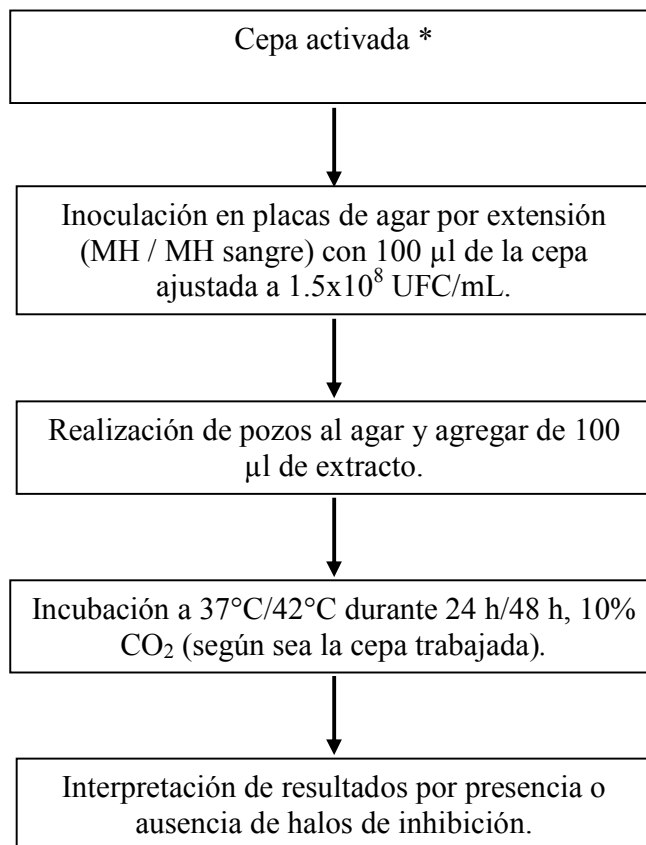 Cepa activada *
Inoculación en placas de agar por extensión
(MH / MH sangre) con 100 µl de la cepa
ajustada a 1.5x10⁸ UFC/mL.
Realización de pozos al agar y agregar de 100
µl de extracto.
Incubación a 37°C/42°C durante 24 h/48 h, 10%
CO₂ (según sea la cepa trabajada).
Interpretación de resultados por presencia o
ausencia de halos de inhibición.